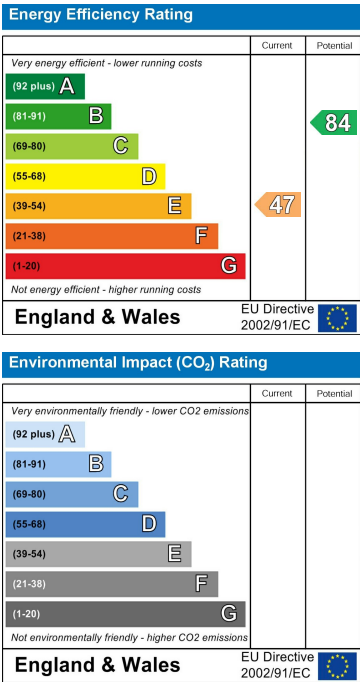 Energy Efficiency Rating
Current Potential
Very energy efficient - lower running costs
(92 plus) A
(81-91) B
84
(69-80) C
(55-68) D
(39-54) E
47
(21-38) F
(1-20) G
Not energy efficient - higher running costs
England & Wales
EU Directive
2002/91/EC
Environmental Impact (CO₂) Rating
Current Potential
Very environmentally friendly - lower CO2 emissions
(92 plus) A
(81-91) B
(69-80) C
(55-68) D
(39-54) E
(21-38) F
(1-20) G
Not environmentally friendly - higher CO2 emissions
England & Wales
EU Directive
2002/91/EC